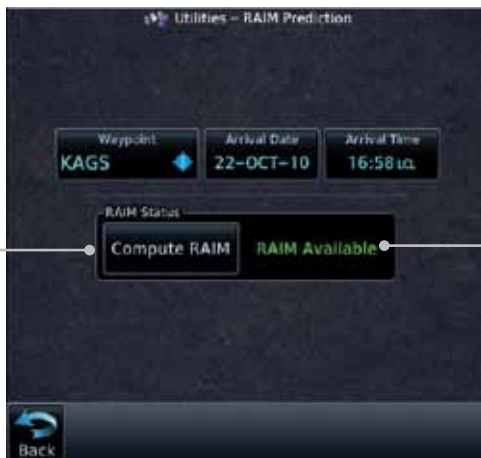 Utilities – RAIM Prediction
Waypoint Arrival Date Arrival Time
KAGS 22-OCT-10 16:58 LCL
RAIM Status
Compute RAIM RAIM Available
Back